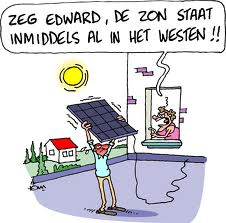 ZEG EDWARD, DE ZON STAAT
INMIDDELS AL IN HET WESTEN!!